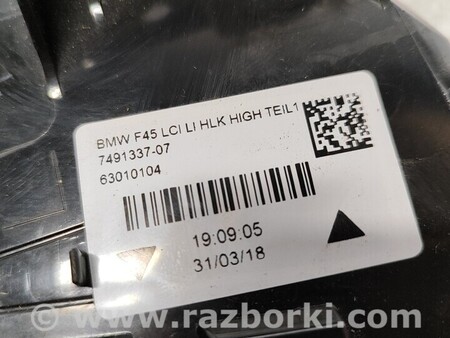 BMW F45 LCI LI HLK HIGH TEIL1
7491337-07
63010104
19:09:05
31/03/18
www.razborki.com